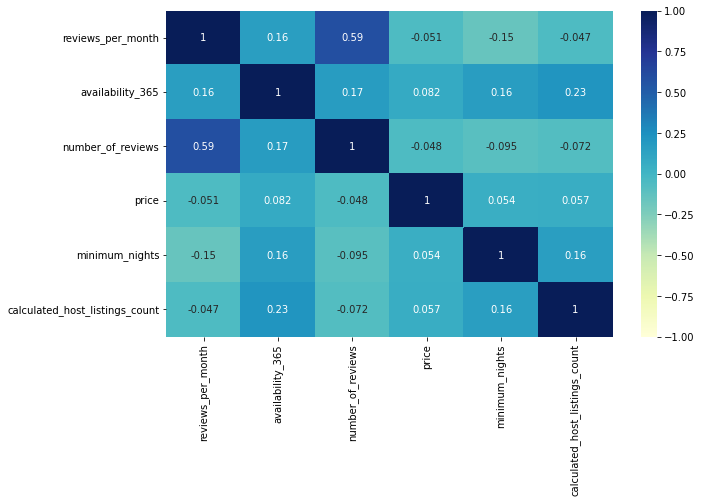 reviews_per_month 1 0.16 0.59 -0.051 -0.15 -0.047
availability_365 0.16 1 0.17 0.082 0.16 0.23
number_of_reviews 0.59 0.17 1 -0.048 -0.095 -0.072
price -0.051 0.082 -0.048 1 0.054 0.057
minimum_nights -0.15 0.16 -0.095 0.054 1 0.16
calculated_host_listings_count -0.047 0.23 -0.072 0.057 0.16 1
reviews_per_month
availability_365
number_of_reviews
price
minimum_nights
calculated_host_listings_count
1.00
0.75
0.50
0.25
0.00
-0.25
-0.50
-0.75
-1.00